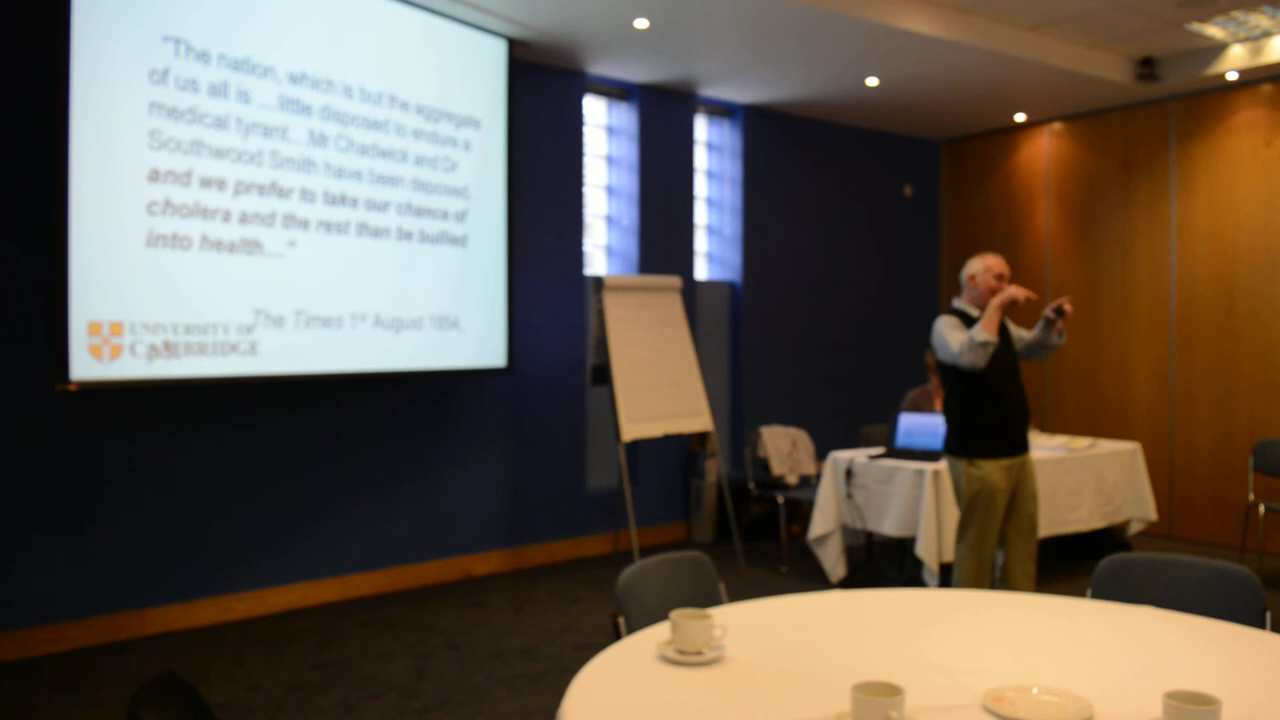 "The nation, which is but the aggregate
of us all is ...little disposed to endure a
medical tyrant...Mr Chadwick and Dr
Southwood Smith have been deposed,
and we prefer to take our chance of
cholera and the rest than be bullied
into health..."
The Times 1st August 1854,
UNIVERSITY OF
CAMBRIDGE